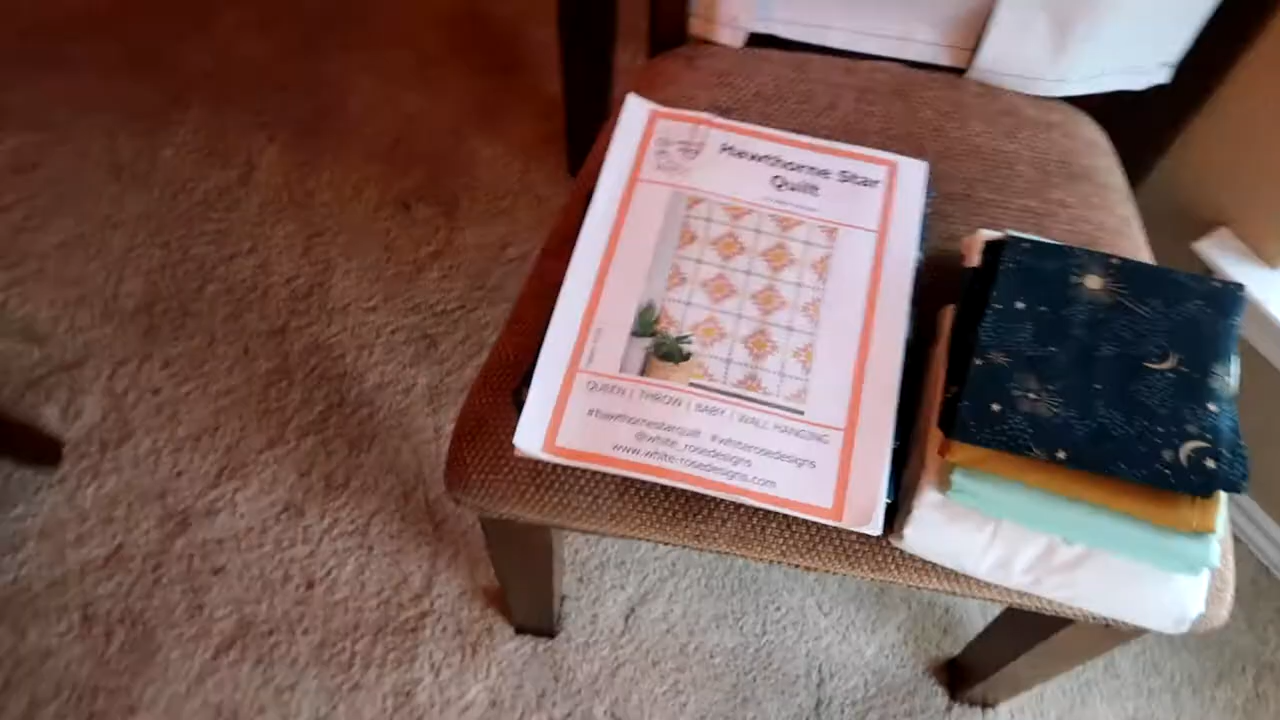 Hawthorne Star
Quilt
QUEEN | THROW | BABY | WALL HANGING
#hawthornestarquilt #whiterosedesigns
@white_rosedesigns
www.white-rosedesigns.com